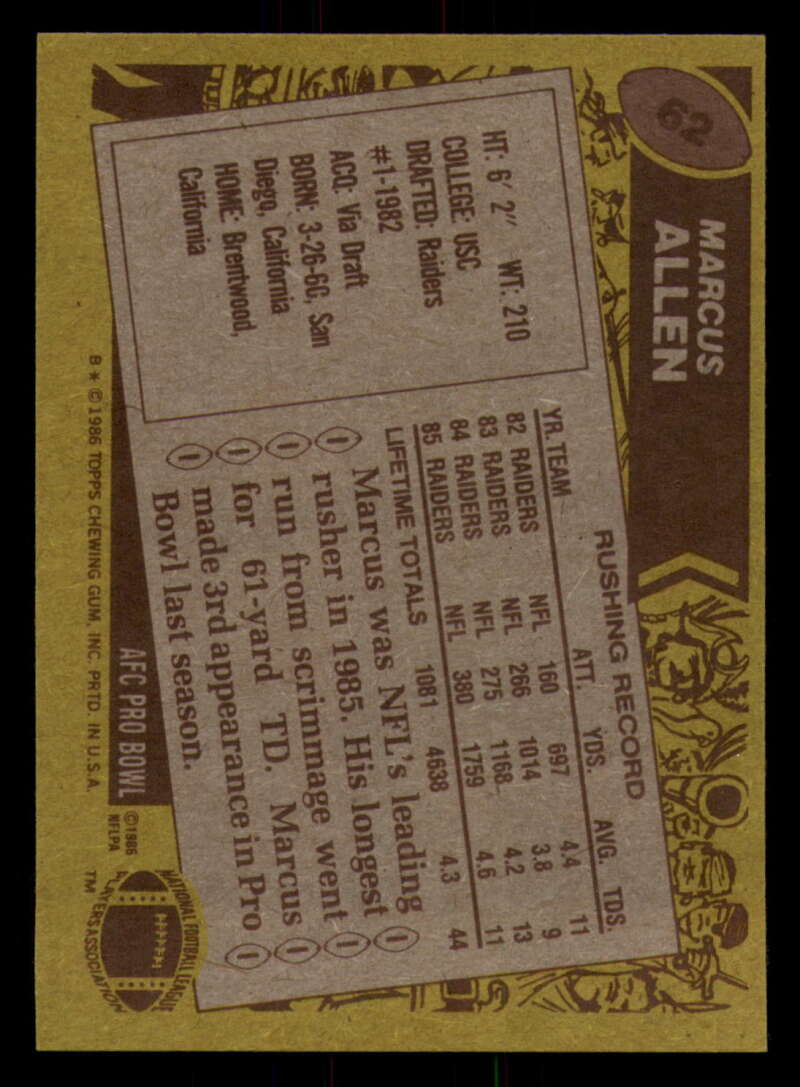 62
MARCUS
ALLEN
HT: 6' 2" WT: 210
COLLEGE: USC
DRAFTED: Raiders
#1-1982
ACQ: Via Draft
BORN: 3-26-60, San
Diego, California
HOME: Brentwood,
California
RUSHING RECORD
YR. TEAM ATT. YDS. AVG. TDS.
82 RAIDERS NFL 160 697 4.4 11
83 RAIDERS NFL 266 1014 3.8 9
84 RAIDERS NFL 275 1168 4.2 13
85 RAIDERS NFL 380 1759 4.6 11
LIFETIME TOTALS 1081 4638 4.3 44
Marcus was NFL's leading
rusher in 1985. His longest
run from scrimmage went
for 61-yard TD. Marcus
made 3rd appearance in Pro
Bowl last season.
AFC PRO BOWL
©1986
NFLPA
NATIONAL FOOTBALL LEAGUE
PLAYERS ASSOCIATION
TM
B * © 1986 TOPPS CHEWING GUM, INC. PRTD. IN U.S.A.